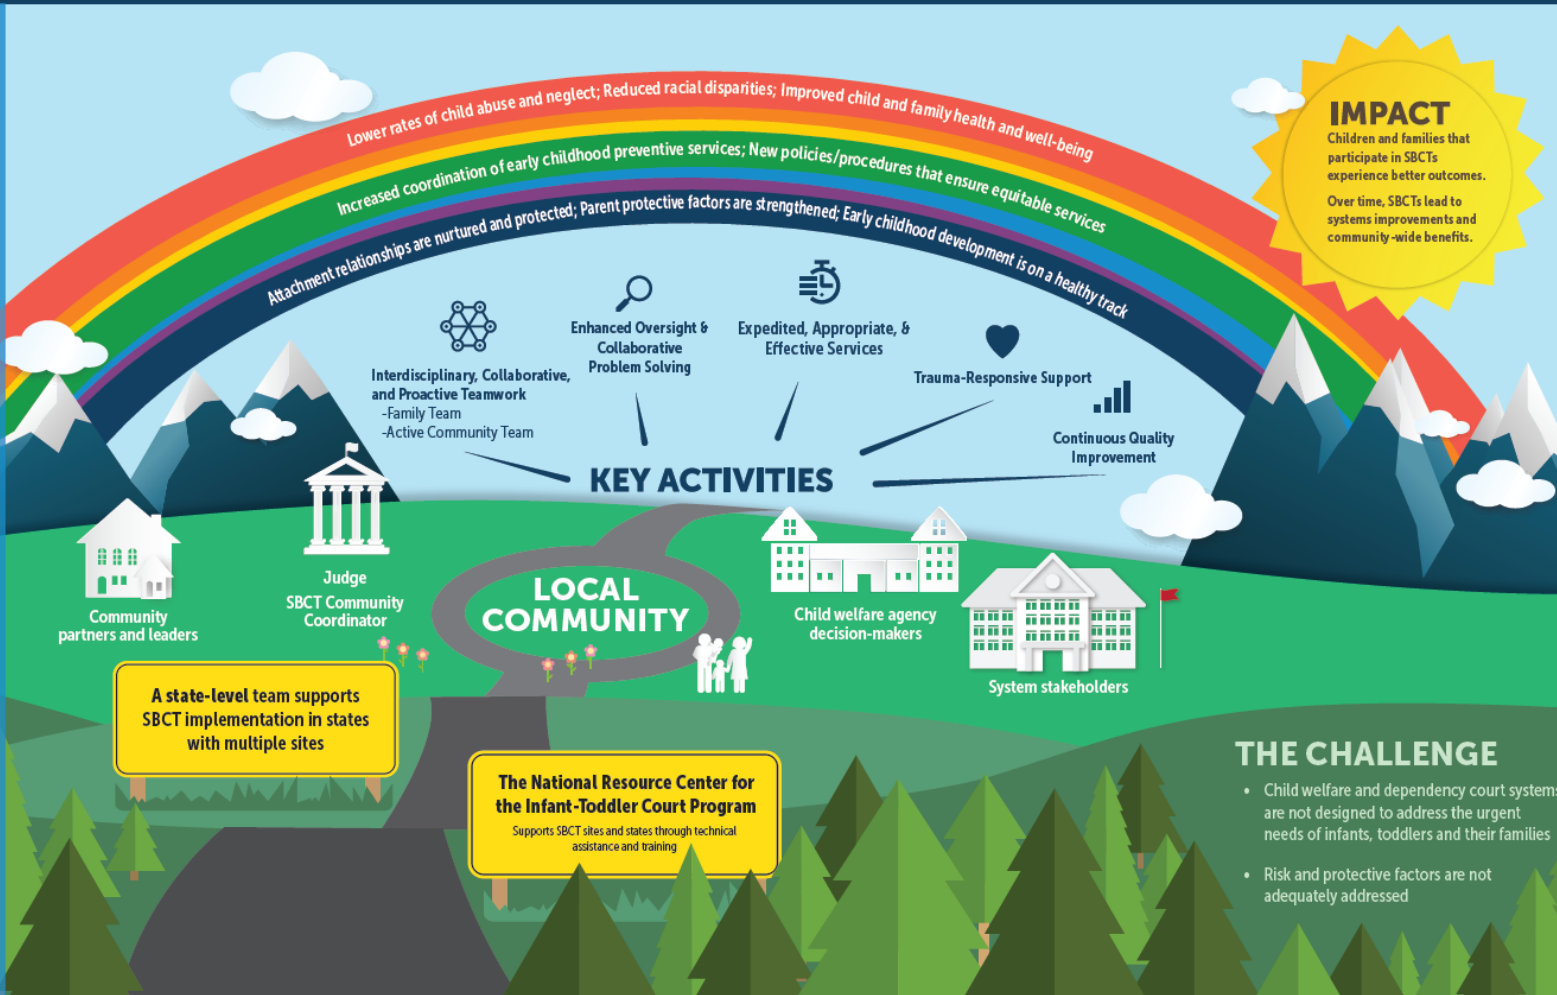 Lower rates of child abuse and neglect; Reduced racial disparities; Improved child and family health and well-being
Increased coordination of early childhood preventive services; New policies/procedures that ensure equitable services
Attachment relationships are nurtured and protected; Parent protective factors are strengthened; Early childhood development is on a healthy track
IMPACT
Children and families that
participate in SBCTs
experience better outcomes.
Over time, SBCTs lead to
systems improvements and
community-wide benefits.
Interdisciplinary, Collaborative,
and Proactive Teamwork
-Family Team
-Active Community Team
Enhanced Oversight &
Collaborative
Problem Solving
Expedited, Appropriate, &
Effective Services
Trauma-Responsive Support
Continuous Quality
Improvement
KEY ACTIVITIES
Community
partners and leaders
Judge
SBCT Community
Coordinator
LOCAL
COMMUNITY
Child welfare agency
decision-makers
System stakeholders
A state-level team supports
SBCT implementation in states
with multiple sites
The National Resource Center for
the Infant-Toddler Court Program
Supports SBCT sites and states through technical
assistance and training
THE CHALLENGE
• Child welfare and dependency court systems
are not designed to address the urgent
needs of infants, toddlers and their families
• Risk and protective factors are not
adequately addressed